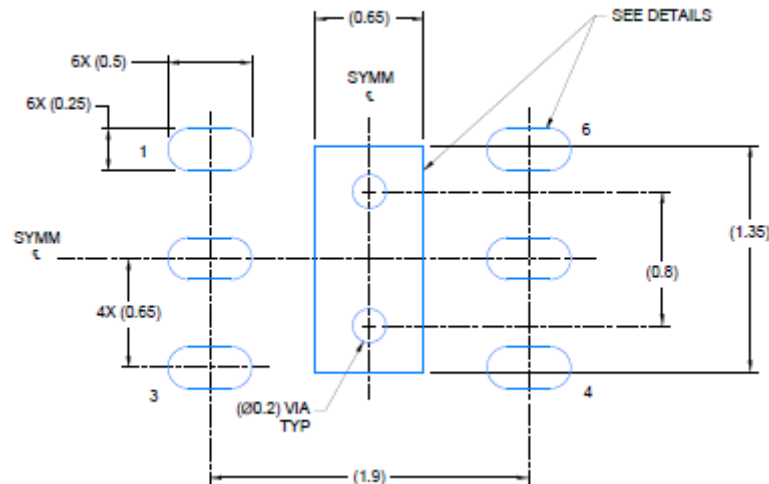 (0.65)
SEE DETAILS
6X (0.5)
SYMM
℄
6X (0.25)
1
6
SYMM
℄
(1.35)
(0.8)
4X (0.65)
3
4
(Ø0.2) VIA
TYP
(1.9)